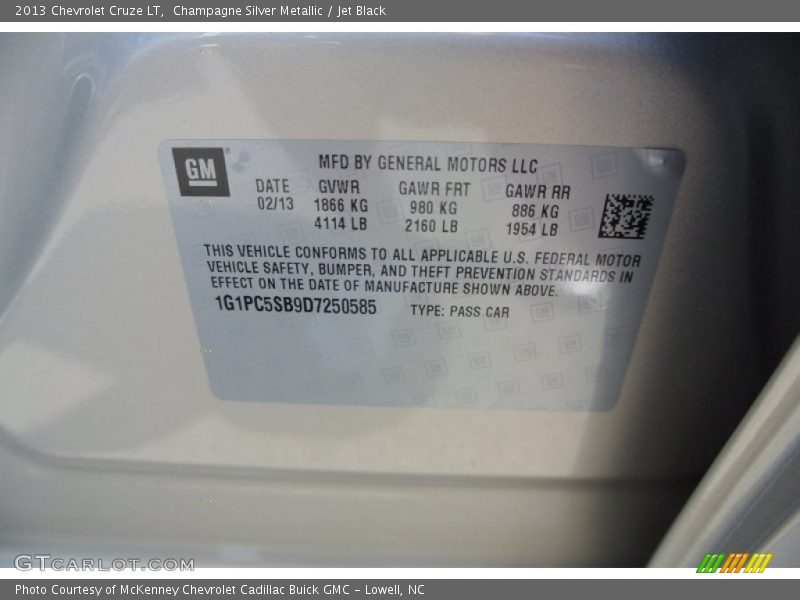 2013 Chevrolet Cruze LT, Champagne Silver Metallic / Jet Black
GM
MFD BY GENERAL MOTORS LLC
DATE GVWR GAWR FRT GAWR RR
02/13 1866 KG 980 KG 886 KG
4114 LB 2160 LB 1954 LB
THIS VEHICLE CONFORMS TO ALL APPLICABLE U.S. FEDERAL MOTOR
VEHICLE SAFETY, BUMPER, AND THEFT PREVENTION STANDARDS IN
EFFECT ON THE DATE OF MANUFACTURE SHOWN ABOVE.
1G1PC5SB9D7250585 TYPE: PASS CAR
GTCARLOT.COM
Photo Courtesy of McKenney Chevrolet Cadillac Buick GMC - Lowell, NC